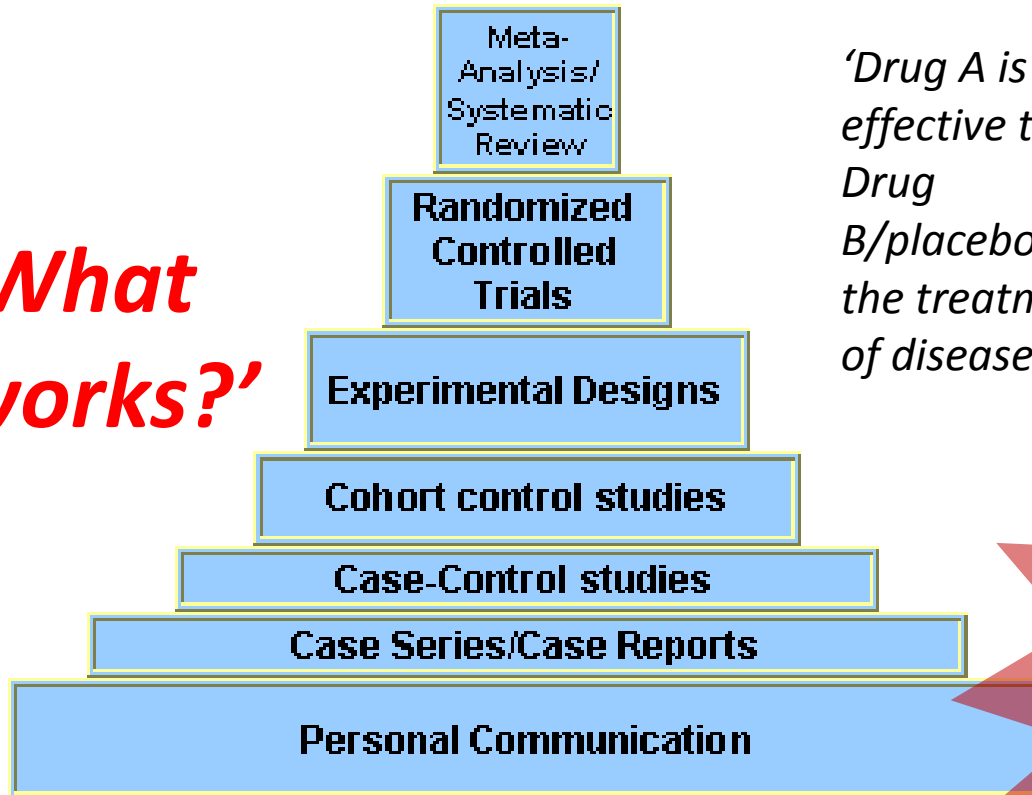 Meta-
Analysis/
Systematic
Review
Randomized
Controlled
Trials
Experimental Designs
Cohort control studies
Case-Control studies
Case Series/Case Reports
Personal Communication
What
works?’
‘Drug A is
effective
Drug
B/placebo
the
of disease